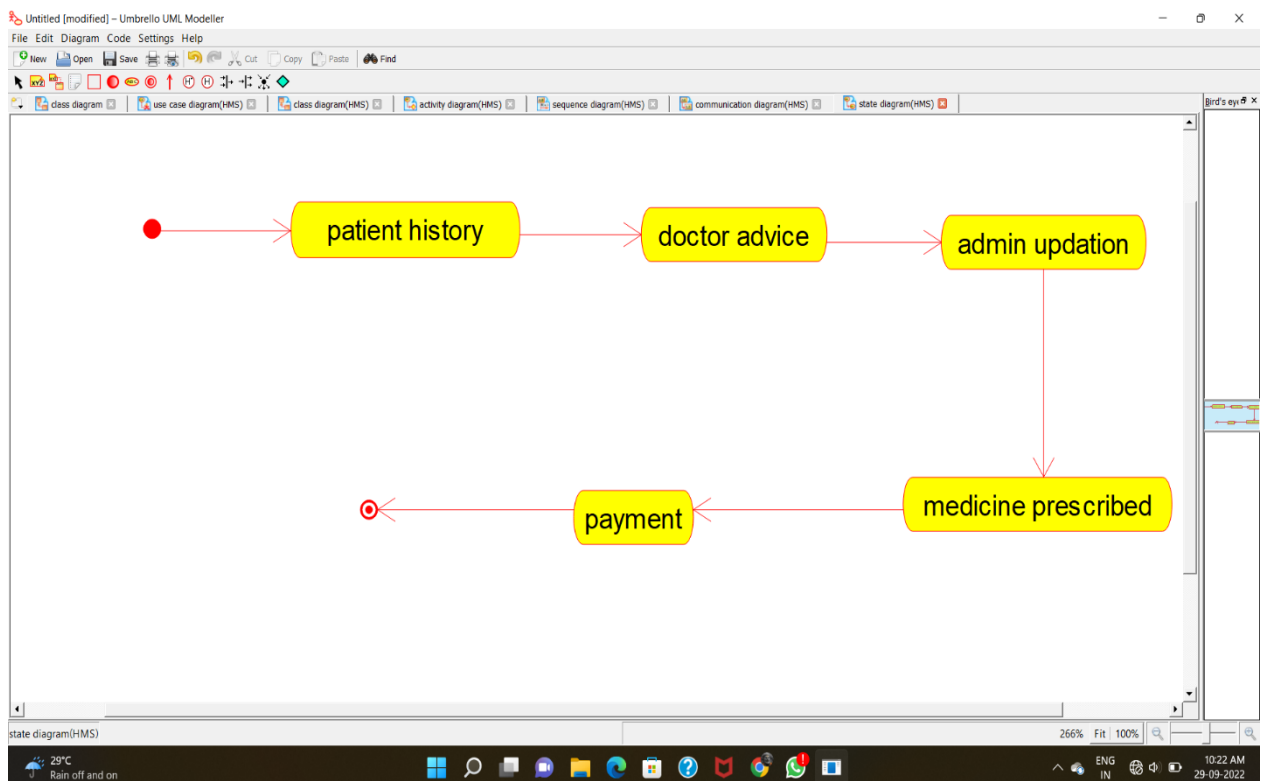 Untitled [modified] – Umbrello UML Modeller
File Edit Diagram Code Settings Help
New Open Save Cut Copy Paste Find
class diagram use case diagram(HMS) class diagram(HMS) activity diagram(HMS) sequence diagram(HMS) communication diagram(HMS) state diagram(HMS) Bird's
patient history doctor advice admin updation
payment medicine prescribed
state diagram(HMS) 266% Fit 100%
29°C ENG 10:22 AM
Rain off and on IN 29-09-2022